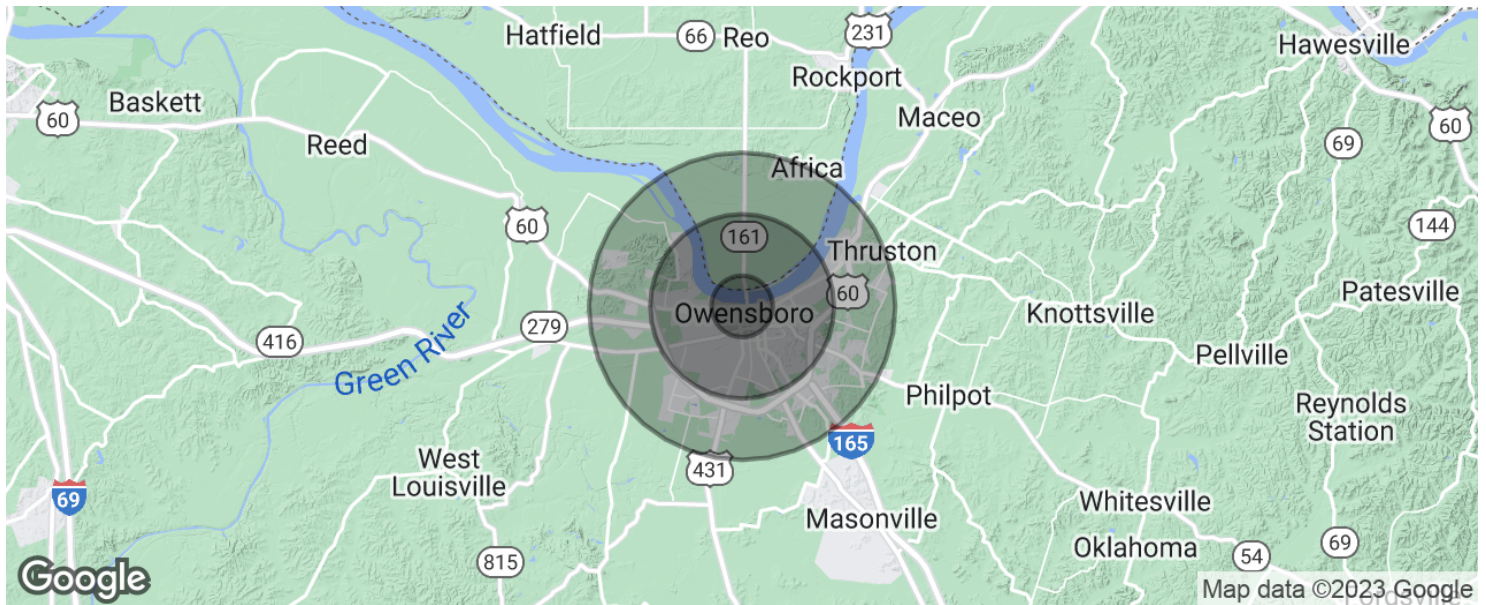 Hatfield
66
Reo
231
Hawesville
Rockport
Baskett
60
Maceo
60
Reed
69
Africa
60
161
144
Thruston
60
Patesville
Owensboro
Knottsville
279
416
Green River
Pellville
Philpot
Reynolds
Station
165
West
Louisville
431
69
Whitesville
Masonville
Oklahoma
69
54
815
Google
Map data ©2023 Google
Fordsville